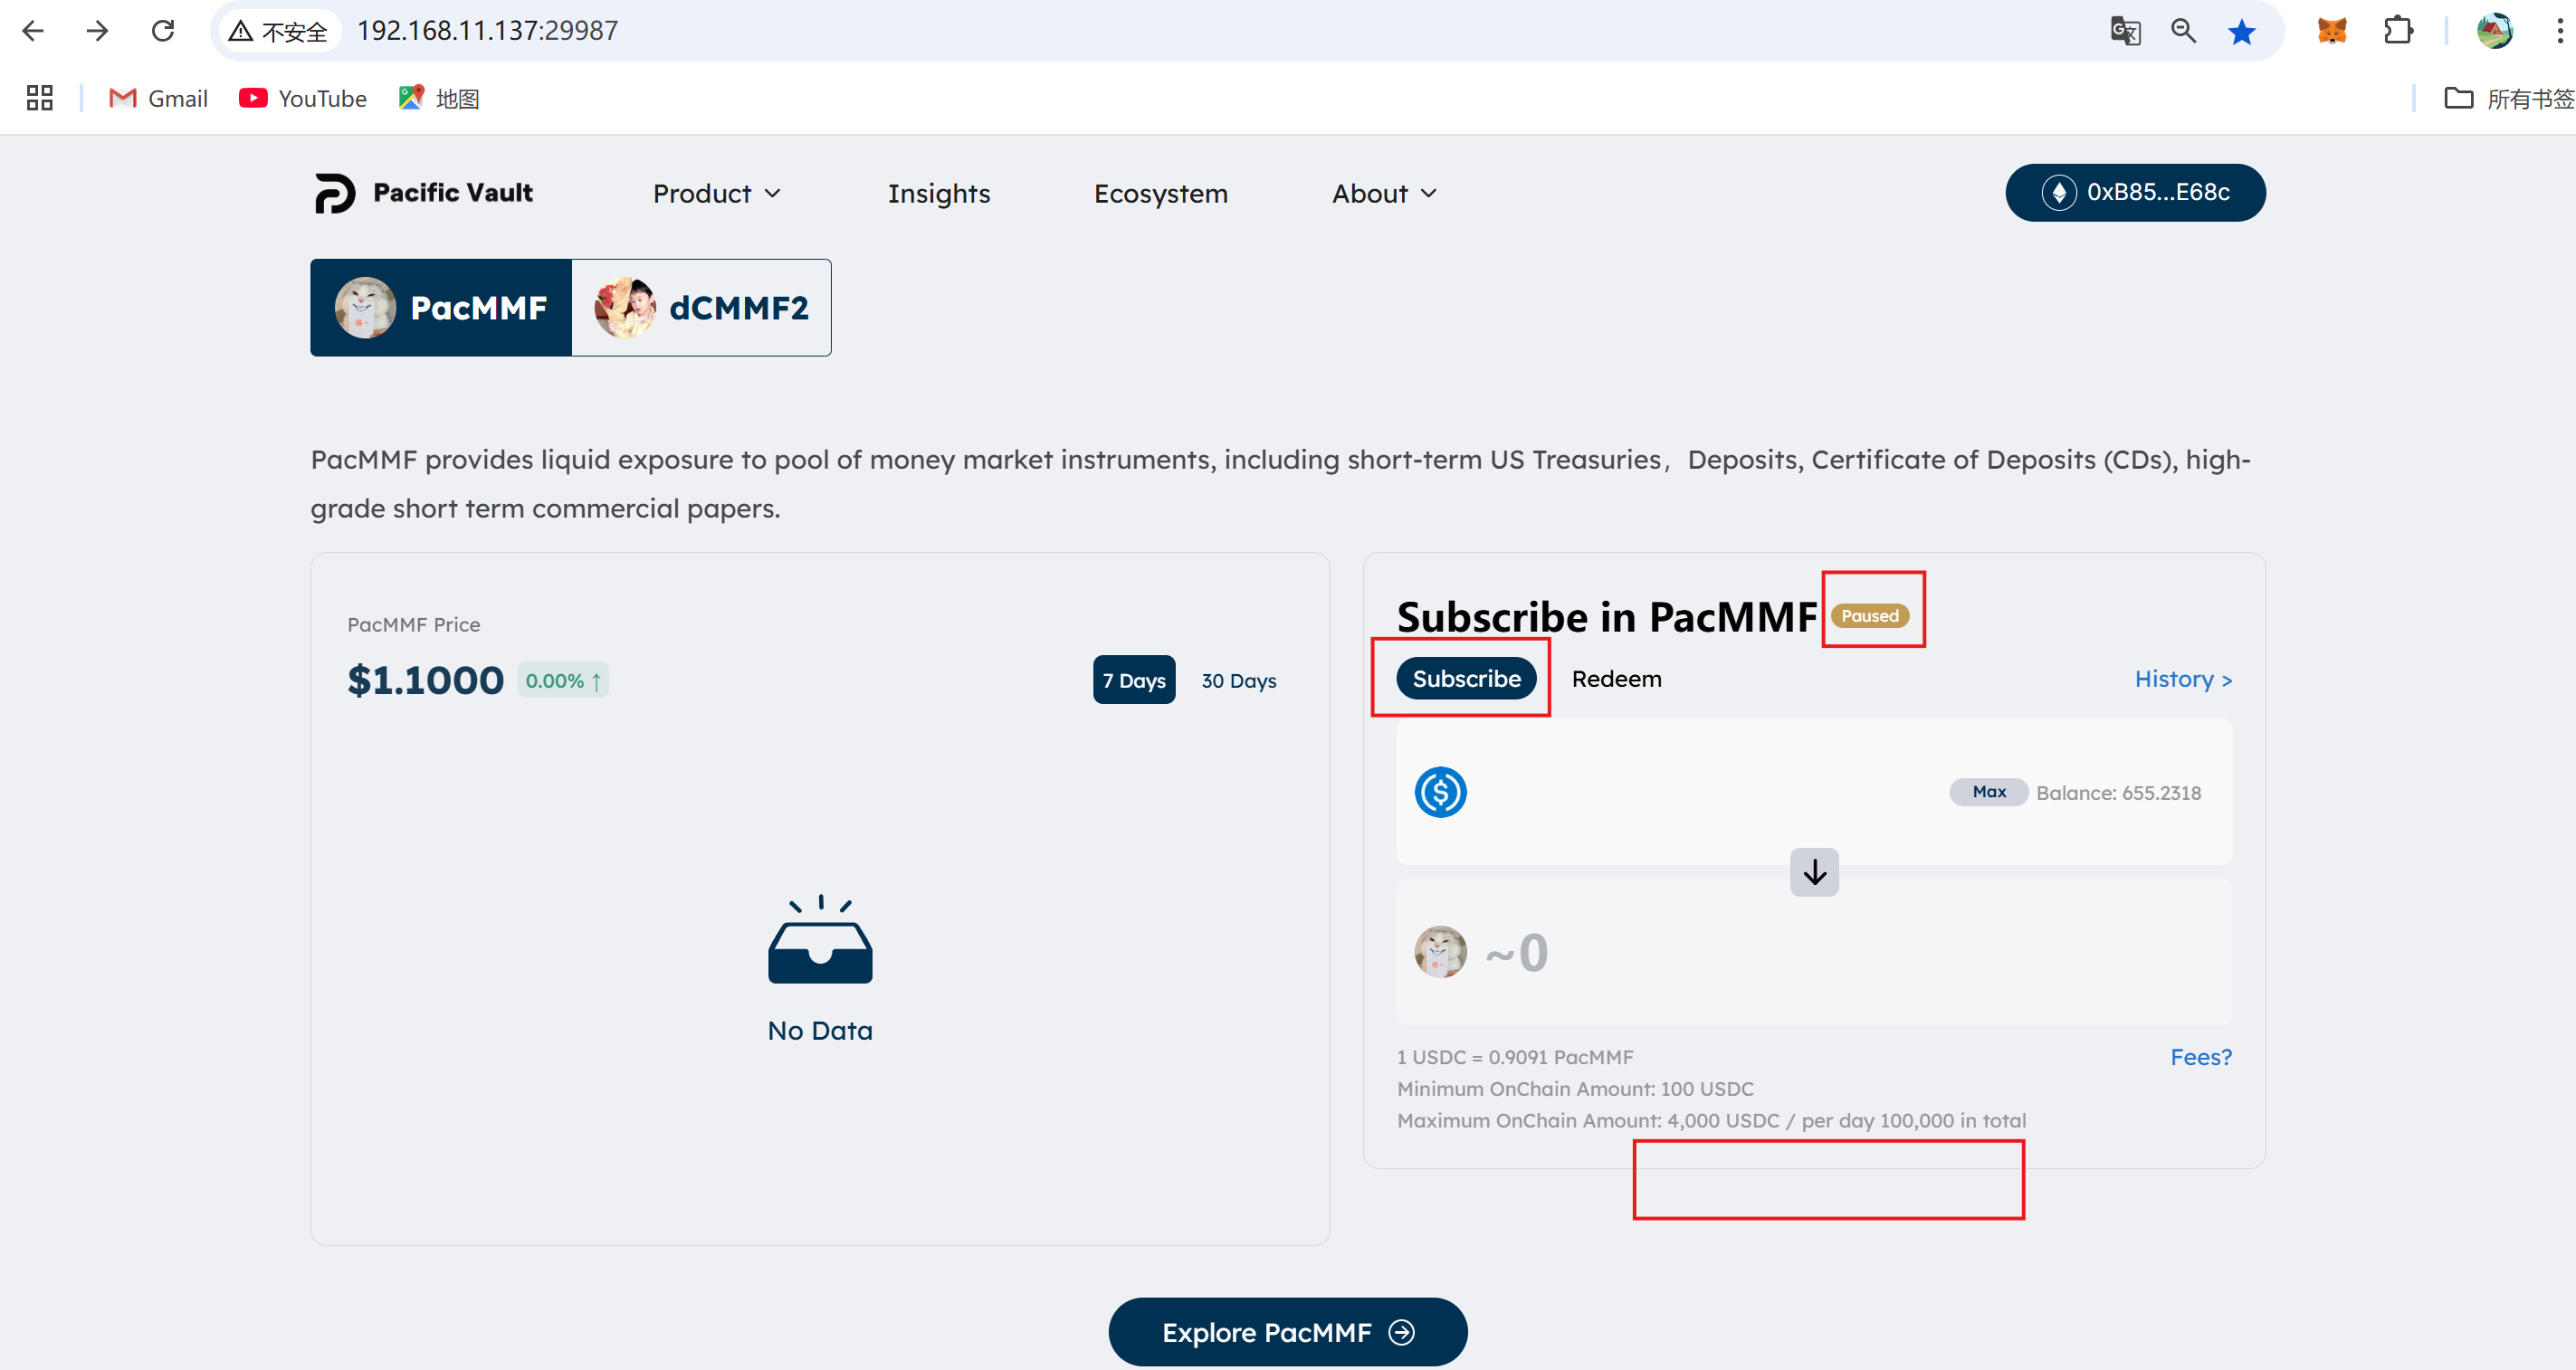 不安全
192.168.11.137:29987
Gmail
YouTube
地图
所有书签
Pacific Vault
Product
Insights
Ecosystem
About
0xB85...E68c
PacMMF
dCMMF2
PacMMF provides liquid exposure to pool of money market instruments, including short-term US Treasuries，Deposits, Certificate of Deposits (CDs), high-
grade short term commercial papers.
PacMMF Price
$1.1000
0.00% ↑
7 Days
30 Days
No Data
Subscribe in PacMMF
Paused
Subscribe
Redeem
History >
Max
Balance: 655.2318
~0
1 USDC = 0.9091 PacMMF
Fees?
Minimum OnChain Amount: 100 USDC
Maximum OnChain Amount: 4,000 USDC / per day 100,000 in total
Explore PacMMF